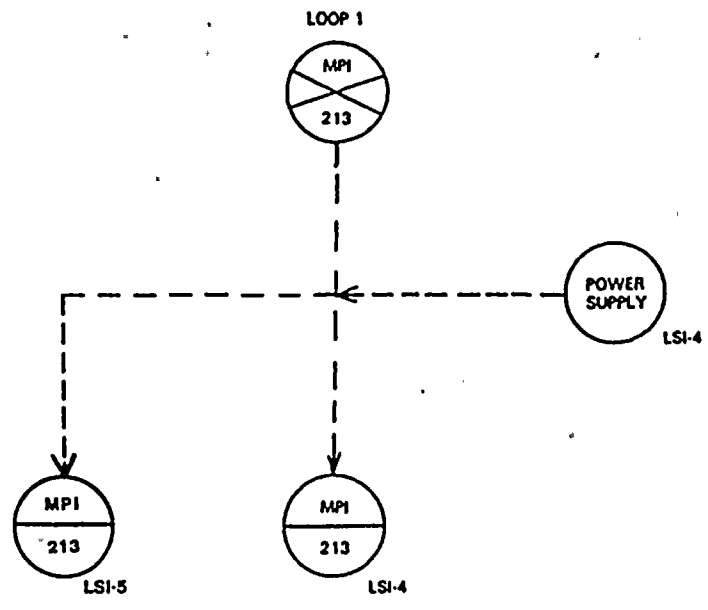 LOOP 1
MPI
213
POWER
SUPPLY
LSI-4
MPI
213
LSI-5
MPI
213
LSI-4